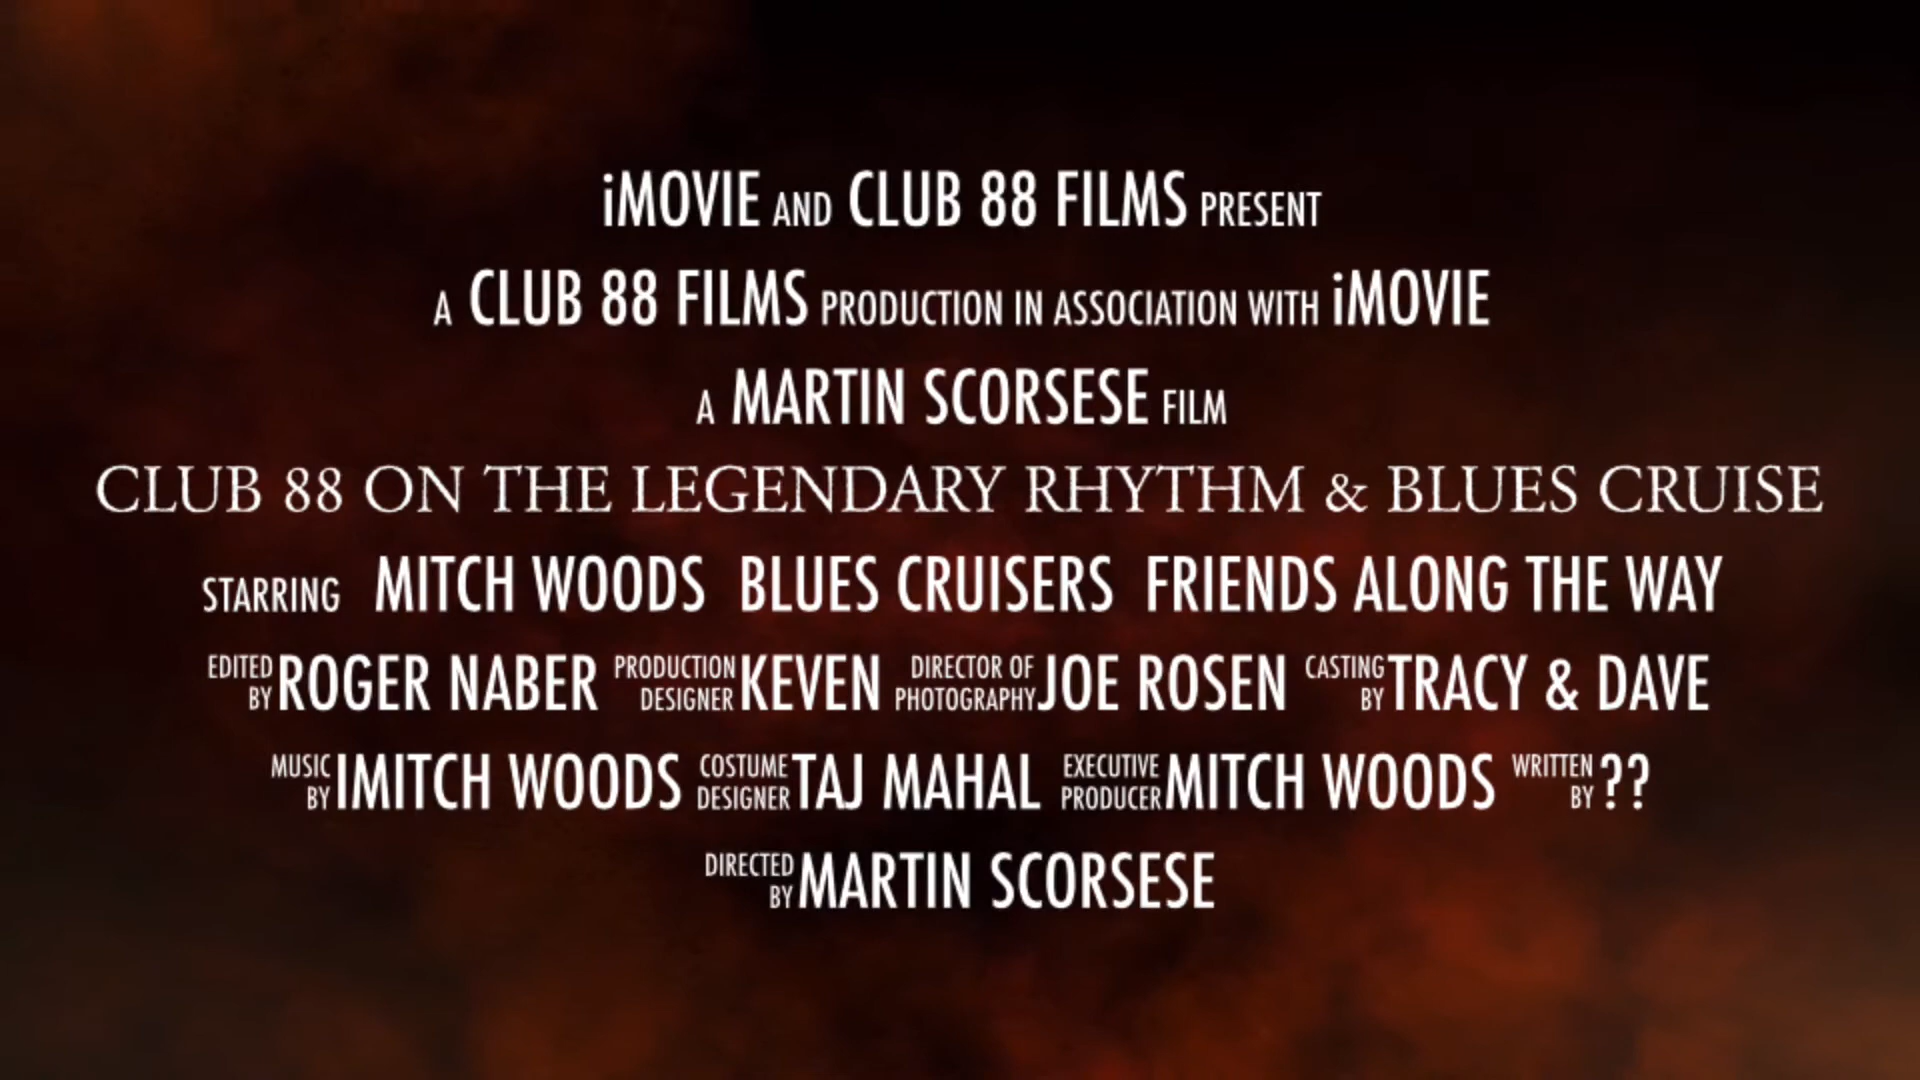 iMOVIE AND CLUB 88 FILMS PRESENT
A CLUB 88 FILMS PRODUCTION IN ASSOCIATION WITH iMOVIE
A MARTIN SCORSESE FILM
CLUB 88 ON THE LEGENDARY RHYTHM & BLUES CRUISE
STARRING MITCH WOODS BLUES CRUISERS FRIENDS ALONG THE WAY
EDITED BY ROGER NABER PRODUCTION DESIGNER KEVEN DIRECTOR OF PHOTOGRAPHY JOE ROSEN CASTING BY TRACY & DAVE
MUSIC BY IMITCH WOODS COSTUME DESIGNER TAJ MAHAL EXECUTIVE PRODUCER MITCH WOODS WRITTEN BY ??
DIRECTED BY MARTIN SCORSESE